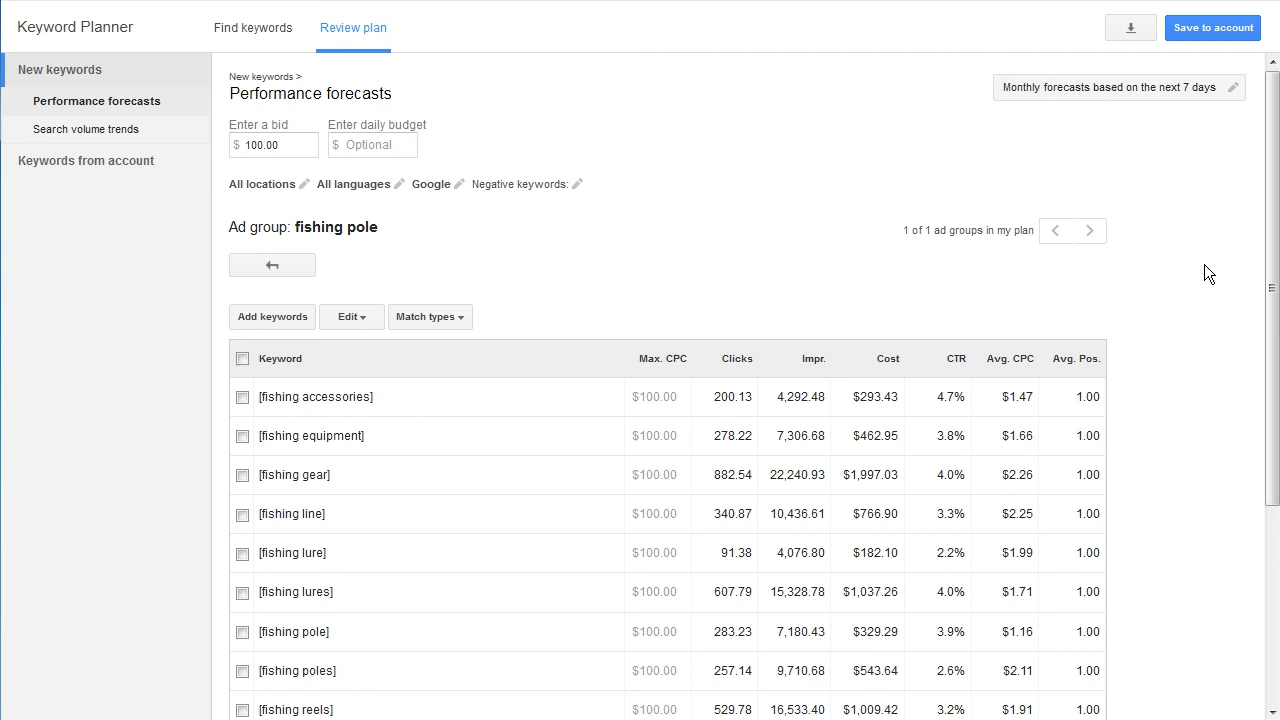 Keyword Planner Find keywords Review plan Save to account
New keywords
Performance forecasts
Search volume trends
Keywords from account
New keywords >
Performance forecasts
Monthly forecasts based on the next 7 days
Enter a bid Enter daily budget
$ 100.00 $ Optional
All locations All languages Google Negative keywords:
Ad group: fishing pole
1 of 1 ad groups in my plan
Add keywords Edit Match types
Keyword Max. CPC Clicks Impr. Cost CTR Avg. CPC Avg. Pos.
[fishing accessories] $100.00 200.13 4,292.48 $293.43 4.7% $1.47 1.00
[fishing equipment] $100.00 278.22 7,306.68 $462.95 3.8% $1.66 1.00
[fishing gear] $100.00 882.54 22,240.93 $1,997.03 4.0% $2.26 1.00
[fishing line] $100.00 340.87 10,436.61 $766.90 3.3% $2.25 1.00
[fishing lure] $100.00 91.38 4,076.80 $182.10 2.2% $1.99 1.00
[fishing lures] $100.00 607.79 15,328.78 $1,037.26 4.0% $1.71 1.00
[fishing pole] $100.00 283.23 7,180.43 $329.29 3.9% $1.16 1.00
[fishing poles] $100.00 257.14 9,710.68 $543.64 2.6% $2.11 1.00
[fishing reels] $100.00 529.78 16,533.40 $1,009.42 3.2% $1.91 1.00